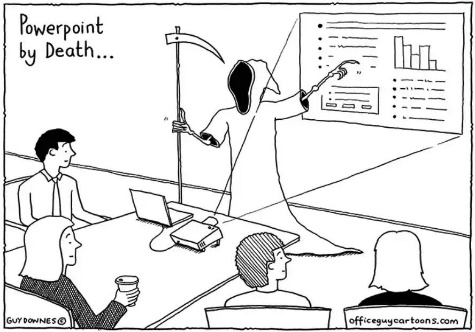 Powerpoint
by Death...
GUY DOWNES ©
officeguycartoons.com